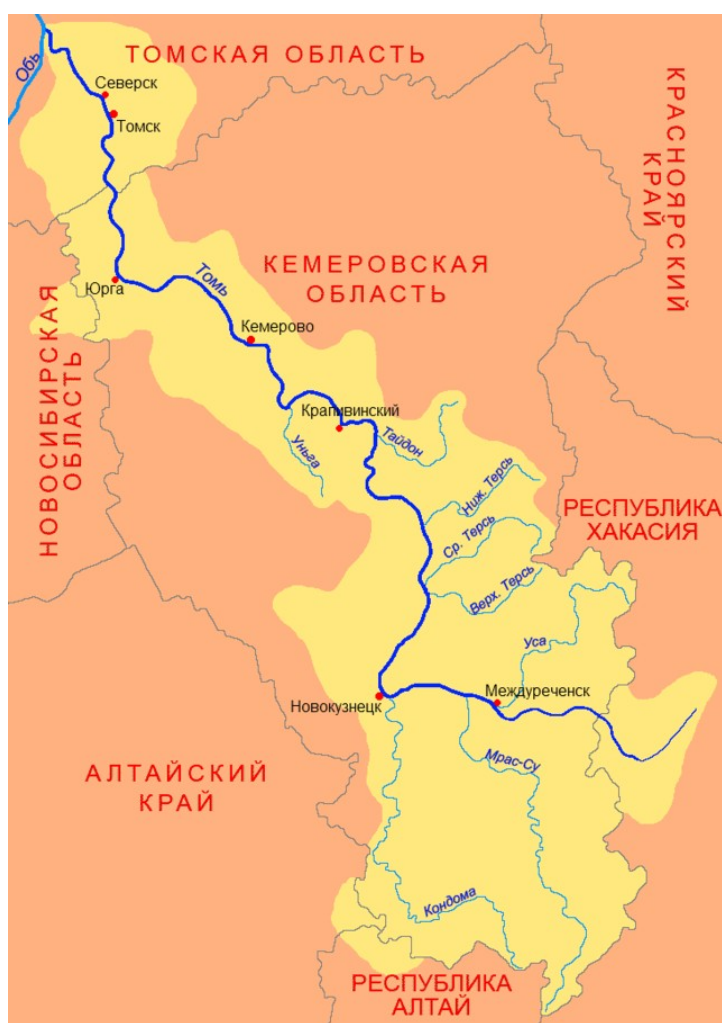 ТОМСКАЯ ОБЛАСТЬ
Обь
Северск
Томск
КРАСНОЯРСКИЙ
КРАЙ
КЕМЕРОВСКАЯ
ОБЛАСТЬ
Томь
Юрга
НОВОСИБИРСКАЯ
ОБЛАСТЬ
Кемерово
Крапивинский
Тайдон
Уньга
Ниж. Терсь
РЕСПУБЛИКА
ХАКАСИЯ
Ср. Терсь
Верх. Терсь
Уса
Междуреченск
Новокузнецк
Мрас-Су
АЛТАЙСКИЙ
КРАЙ
Кондома
РЕСПУБЛИКА
АЛТАЙ